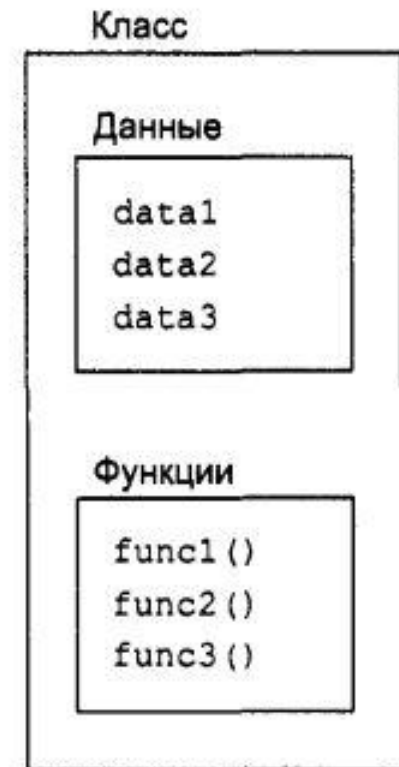 Класс
Данные
data1
data2
data3
Функции
func1()
func2()
func3()